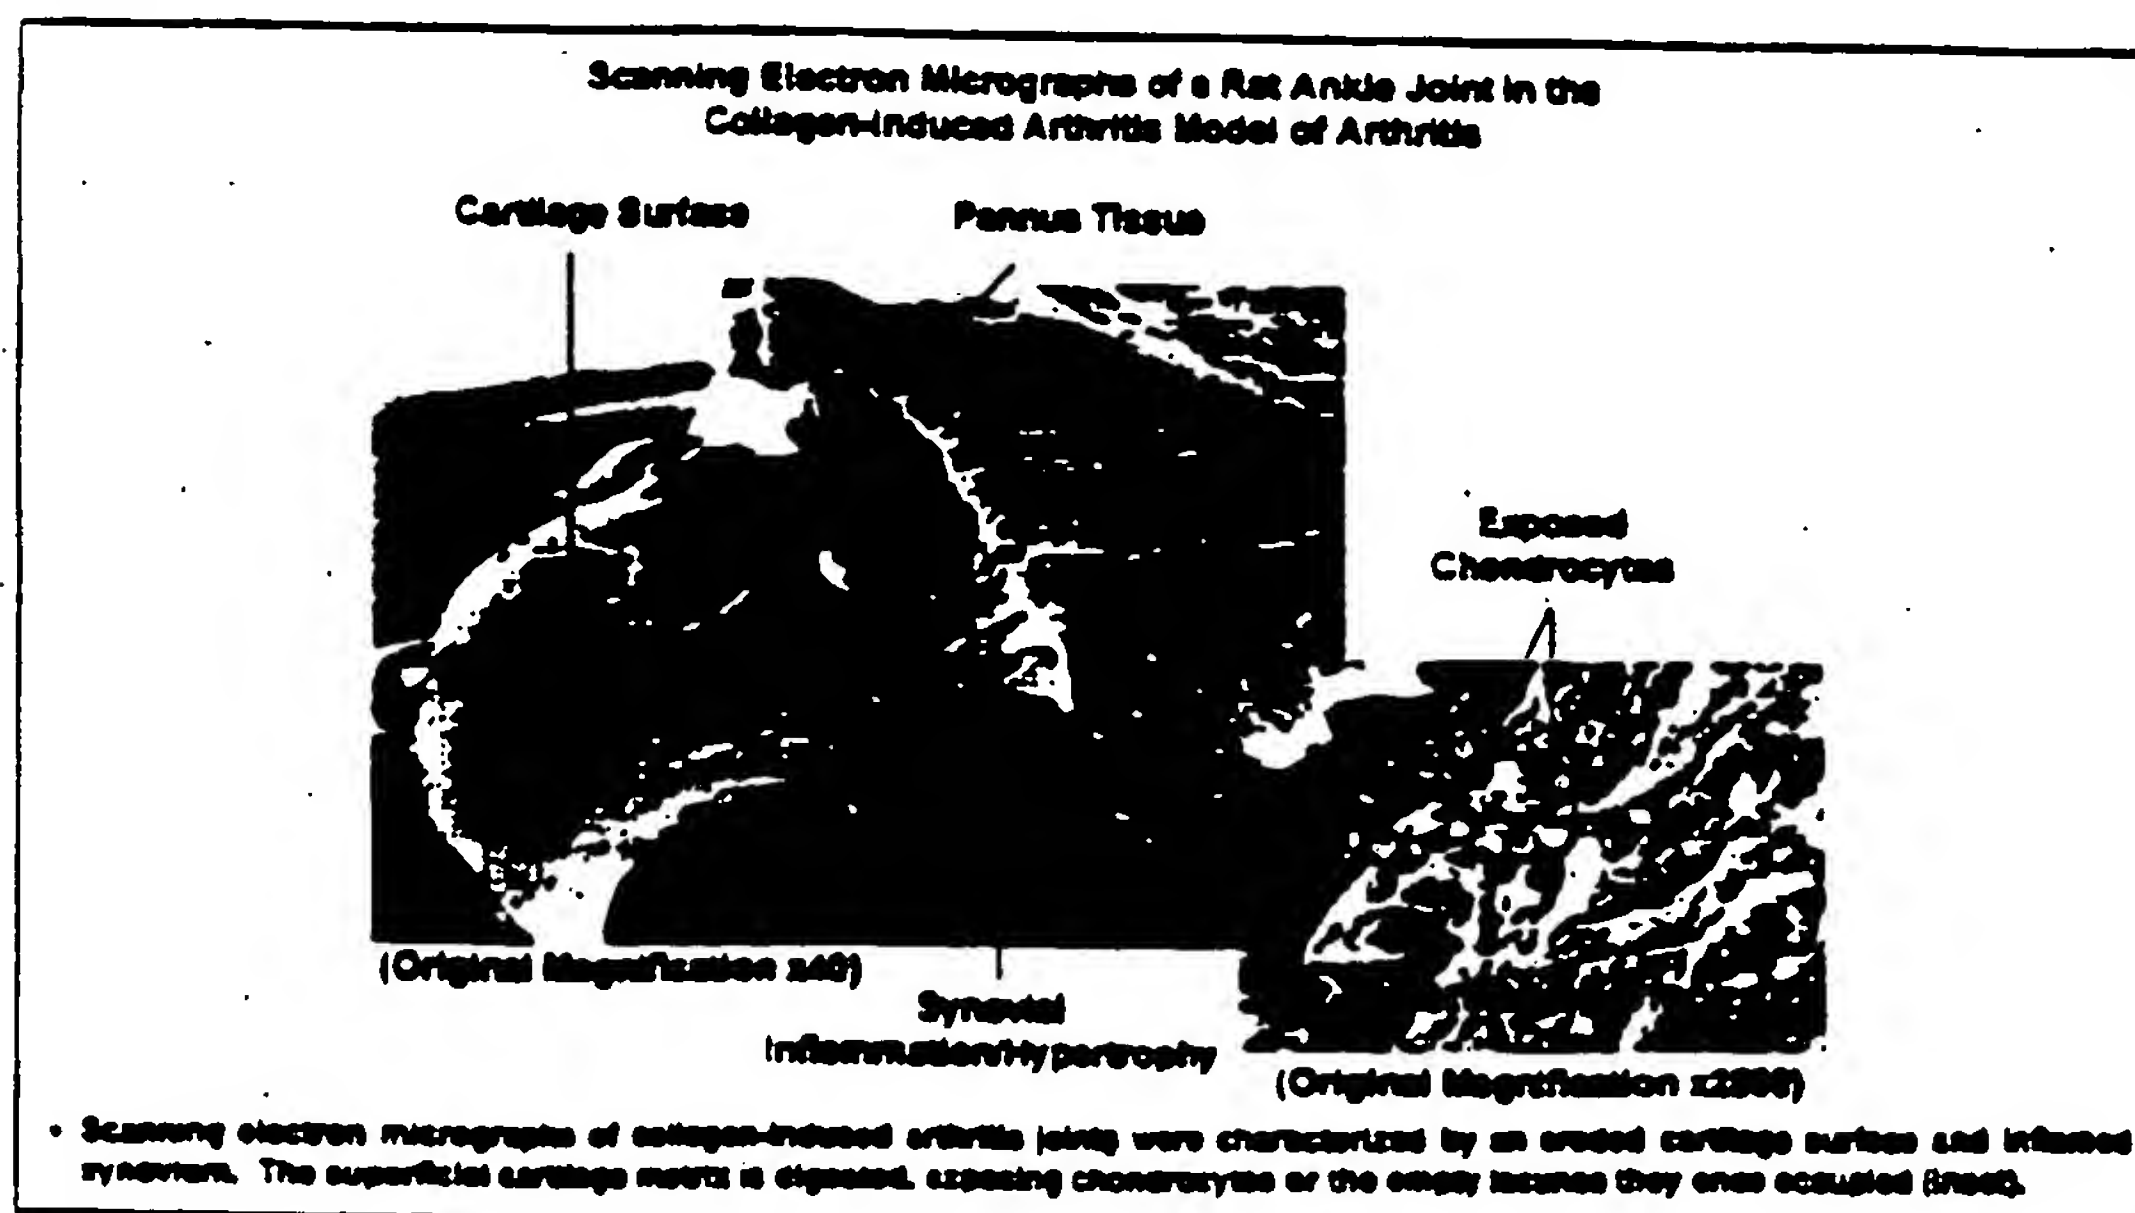 Scanning Electron Micrographs of a Rat Ankle Joint in the
Collagen-Induced Arthritis Model of Arthritis
Cartilage Surface
Pannus Tissue
Exposed
Chondrocytes
(Original Magnification x40)
Synovial
Inflammation/Hypertrophy
(Original Magnification
• Scanning electron micrographs of collagen-induced arthritis joints were characterized by an eroded cartilage surface and inflamed
synovium. The superficial cartilage matrix is digested, exposing chondrocytes or the empty lacunae they once occupied (inset).